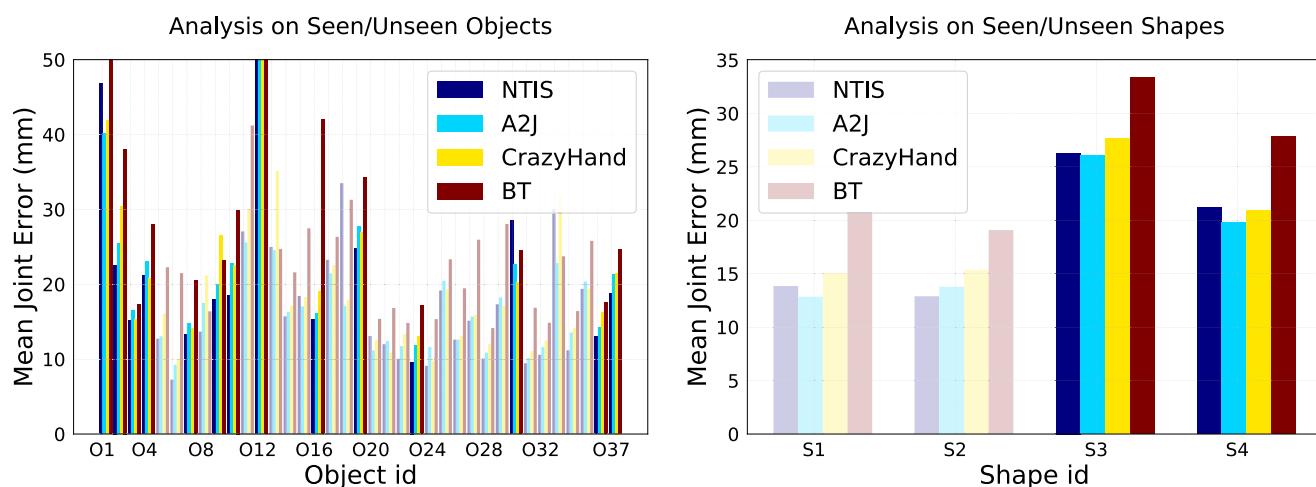 Analysis on Seen/Unseen Objects
Mean Joint Error (mm)
50
40
30
20
10
0
NTIS
A2J
CrazyHand
BT
O1 O4 O8 O12 O16 O20 O24 O28 O32 O37
Object id
Analysis on Seen/Unseen Shapes
Mean Joint Error (mm)
35
30
25
20
15
10
5
0
NTIS
A2J
CrazyHand
BT
S1 S2 S3 S4
Shape id